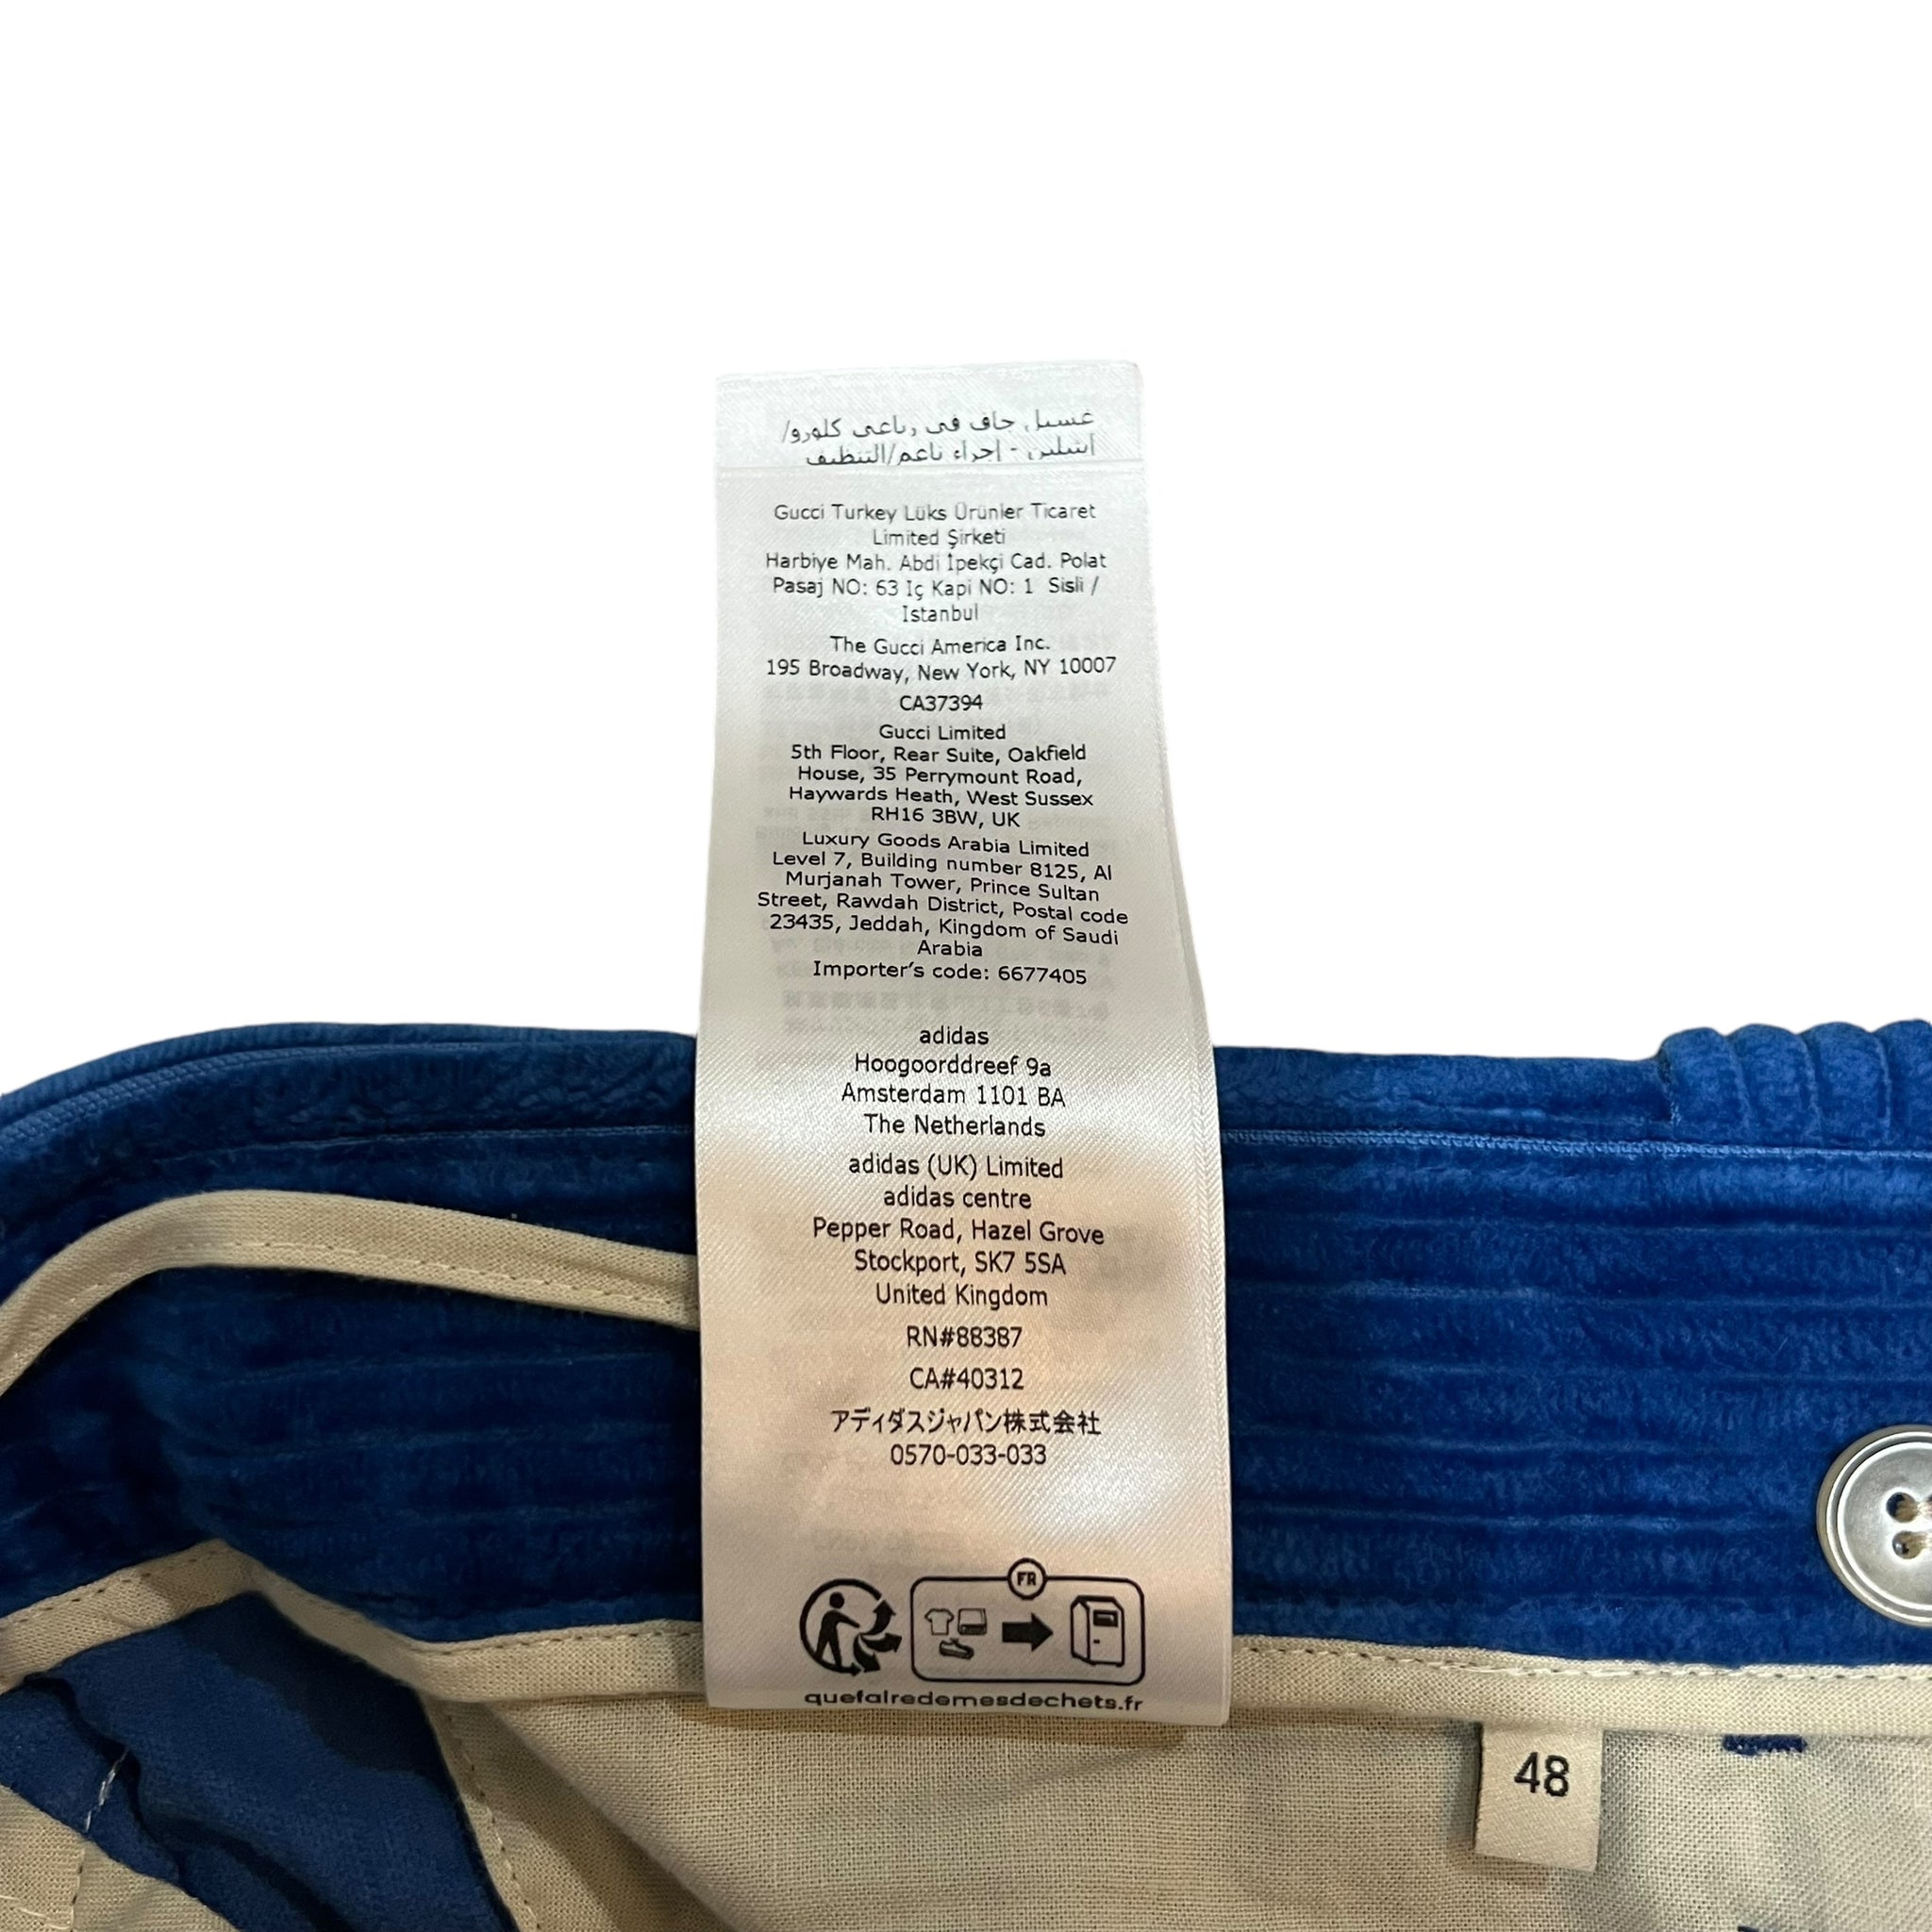 غسيل جاف في رباعي كلورو/
إيثيلين - إجراء ناعم/التنظيف
Gucci Turkey Lüks Ürünler Ticaret
Limited Şirketi
Harbiye Mah. Abdi İpekçi Cad. Polat
Pasaj NO: 63 Iç Kapi NO: 1 Sisli /
Istanbul
The Gucci America Inc.
195 Broadway, New York, NY 10007
CA37394
Gucci Limited
5th Floor, Rear Suite, Oakfield
House, 35 Perrymount Road,
Haywards Heath, West Sussex
RH16 3BW, UK
Luxury Goods Arabia Limited
Level 7, Building number 8125, Al
Murjanah Tower, Prince Sultan
Street, Rawdah District, Postal code
23435, Jeddah, Kingdom of Saudi
Arabia
Importer's code: 6677405
adidas
Hoogoorddreef 9a
Amsterdam 1101 BA
The Netherlands
adidas (UK) Limited
adidas centre
Pepper Road, Hazel Grove
Stockport, SK7 5SA
United Kingdom
RN#88387
CA#40312
アディダスジャパン株式会社
0570-033-033
FR
quefairedemesdechets.fr
48